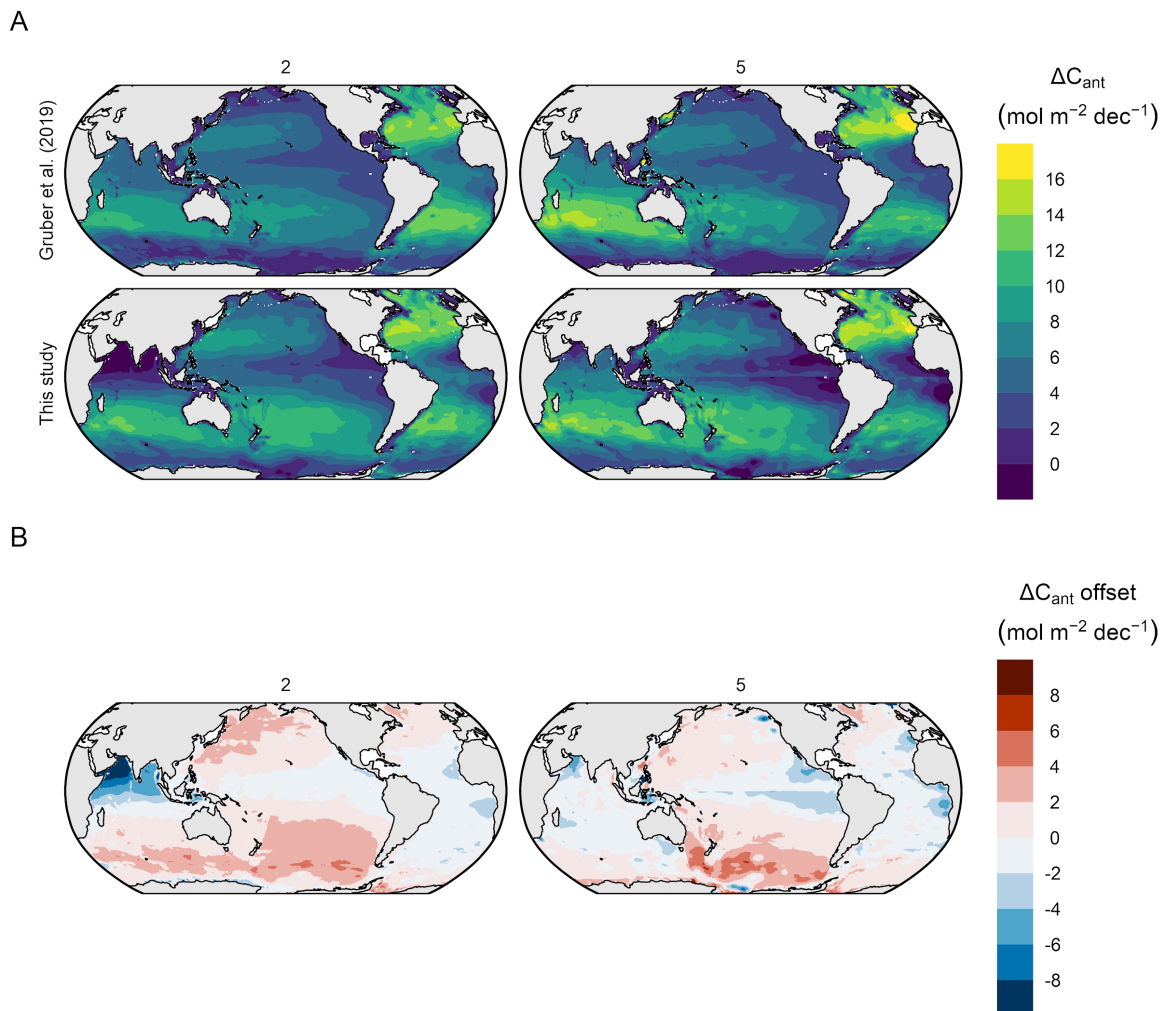 A
2
5
Gruber et al. (2019)
This study
ΔCant
(mol m−2 dec−1)
16
14
12
10
8
6
4
2
0
B
2
5
ΔCant offset
(mol m−2 dec−1)
8
6
4
2
0
-2
-4
-6
-8